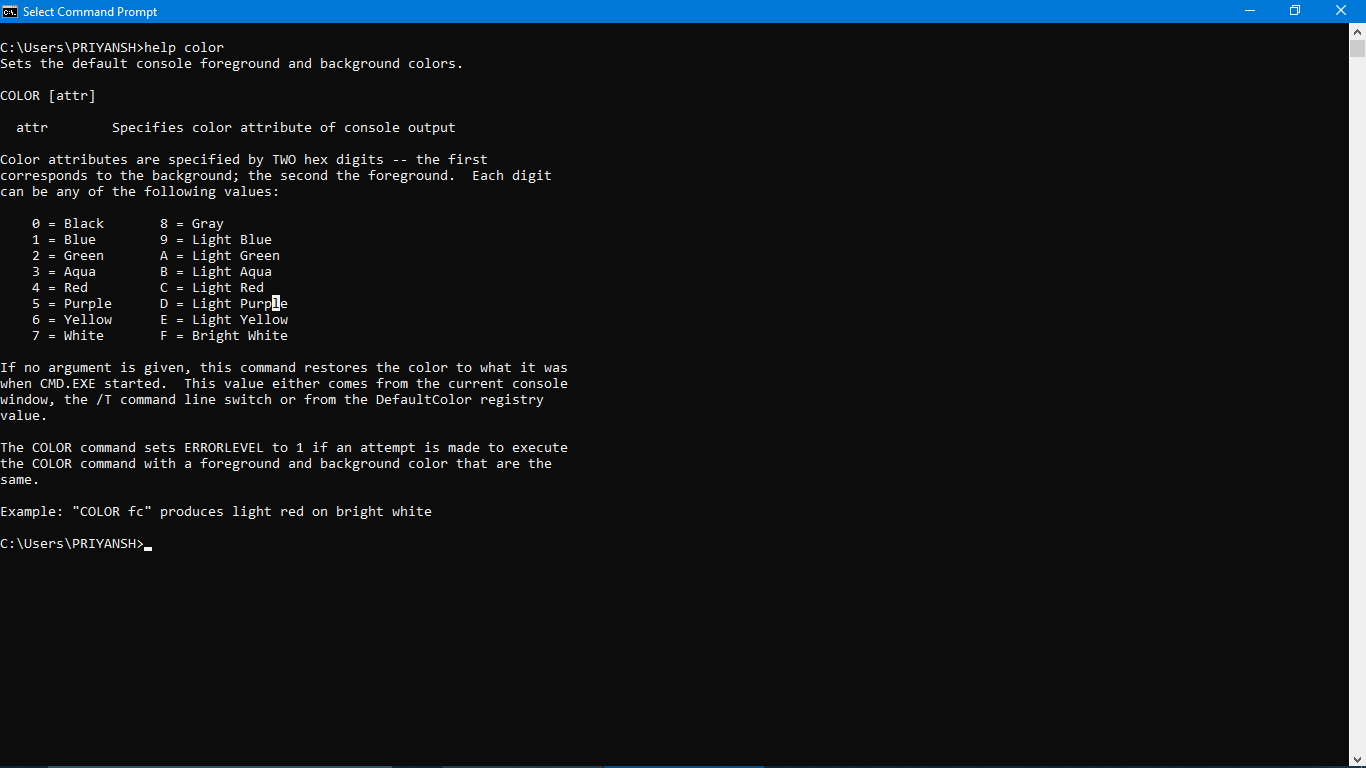 Select Command Prompt
C:\Users\PRIYANSH>help color
Sets the default console foreground and background colors.
COLOR [attr]
  attr        Specifies color attribute of console output
Color attributes are specified by TWO hex digits -- the first
corresponds to the background; the second the foreground.  Each digit
can be any of the following values:
    0 = Black       8 = Gray
    1 = Blue        9 = Light Blue
    2 = Green       A = Light Green
    3 = Aqua        B = Light Aqua
    4 = Red         C = Light Red
    5 = Purple      D = Light Purple
    6 = Yellow      E = Light Yellow
    7 = White       F = Bright White
If no argument is given, this command restores the color to what it was
when CMD.EXE started.  This value either comes from the current console
window, the /T command line switch or from the DefaultColor registry
value.
The COLOR command sets ERRORLEVEL to 1 if an attempt is made to execute
the COLOR command with a foreground and background color that are the
same.
Example: "COLOR fc" produces light red on bright white
C:\Users\PRIYANSH>